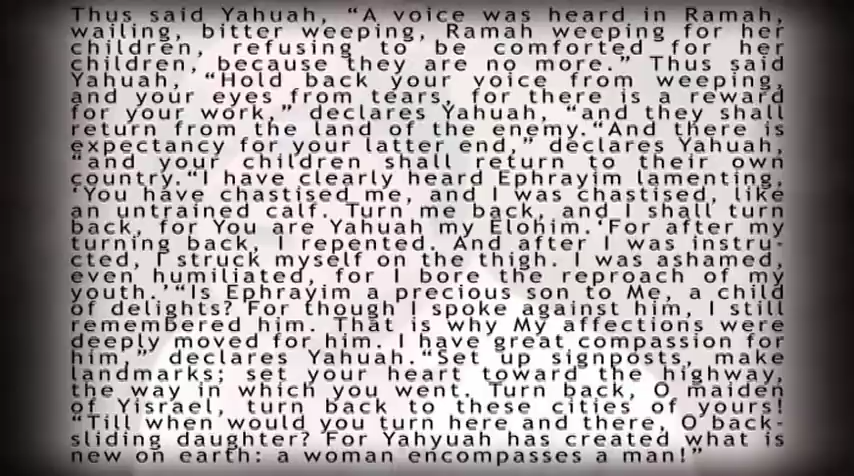 Thus said Yahuah, “A voice was heard in Ramah,
wailing, bitter weeping, Ramah weeping for her
children, refusing to be comforted for her
children, because they are no more.” Thus said
Yahuah, “Hold back your voice from weeping,
and your eyes from tears, for there is a reward
for your work,” declares Yahuah, “and they shall
return from the land of the enemy.“And there is
expectancy for your latter end,” declares Yahuah,
“and your children shall return to their own
country.“I have clearly heard Ephrayim lamenting,
‘You have chastised me, and I was chastised, like
an untrained calf. Turn me back, and I shall turn
back, for You are Yahuah my Elohim.‘For after my
turning back, I repented. And after I was instru-
cted, I struck myself on the thigh. I was ashamed,
even humiliated, for I bore the reproach of my
youth.’“Is Ephrayim a precious son to Me, a child
of delights? For though I spoke against him, I still
remembered him. That is why My affections were
deeply moved for him. I have great compassion for
him,” declares Yahuah.“Set up signposts, make
landmarks; set your heart toward the highway,
the way in which you went. Turn back, O maiden
of Yisrael, turn back to these cities of yours!
“Till when would you turn here and there, O back-
sliding daughter? For Yahyuah has created what is
new on earth: a woman encompasses a man!”